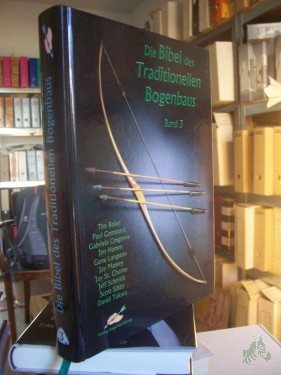 Die Bibel des
Traditionellen
Bogenbaus
Band 3
Tim Baker
Paul Comstock
Gabriela Cosgrove
Jim Hamm
Gene Langston
Jay Massey
Jay St. Charles
Jeff Schmidt
Scott Silsby
David Tukura
Die Bibel des Traditionellen Bogenbaus